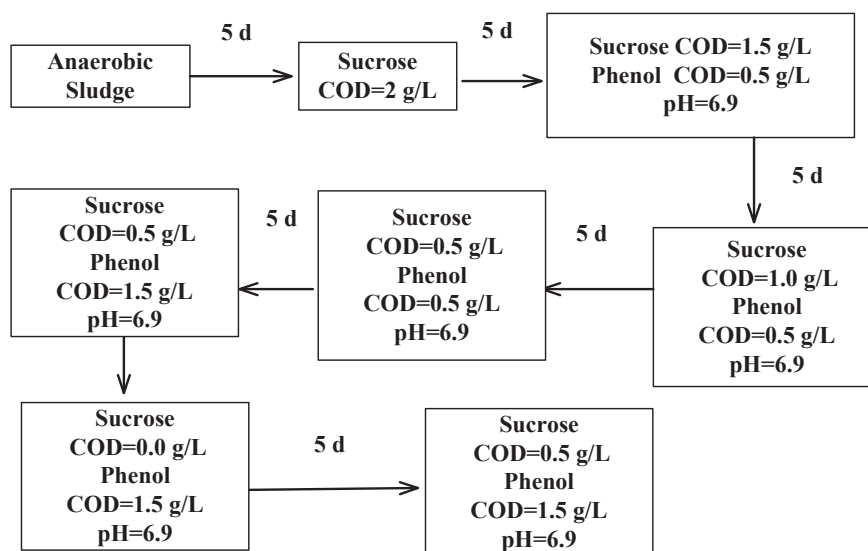 5 d
5 d
Anaerobic
Sludge
Sucrose
COD=2 g/L
Sucrose COD=1.5 g/L
Phenol COD=0.5 g/L
pH=6.9
5 d
Sucrose
COD=1.0 g/L
Phenol
COD=0.5 g/L
pH=6.9
5 d
Sucrose
COD=0.5 g/L
Phenol
COD=0.5 g/L
pH=6.9
5 d
Sucrose
COD=0.5 g/L
Phenol
COD=1.5 g/L
pH=6.9
Sucrose
COD=0.0 g/L
Phenol
COD=1.5 g/L
pH=6.9
5 d
Sucrose
COD=0.5 g/L
Phenol
COD=1.5 g/L
pH=6.9